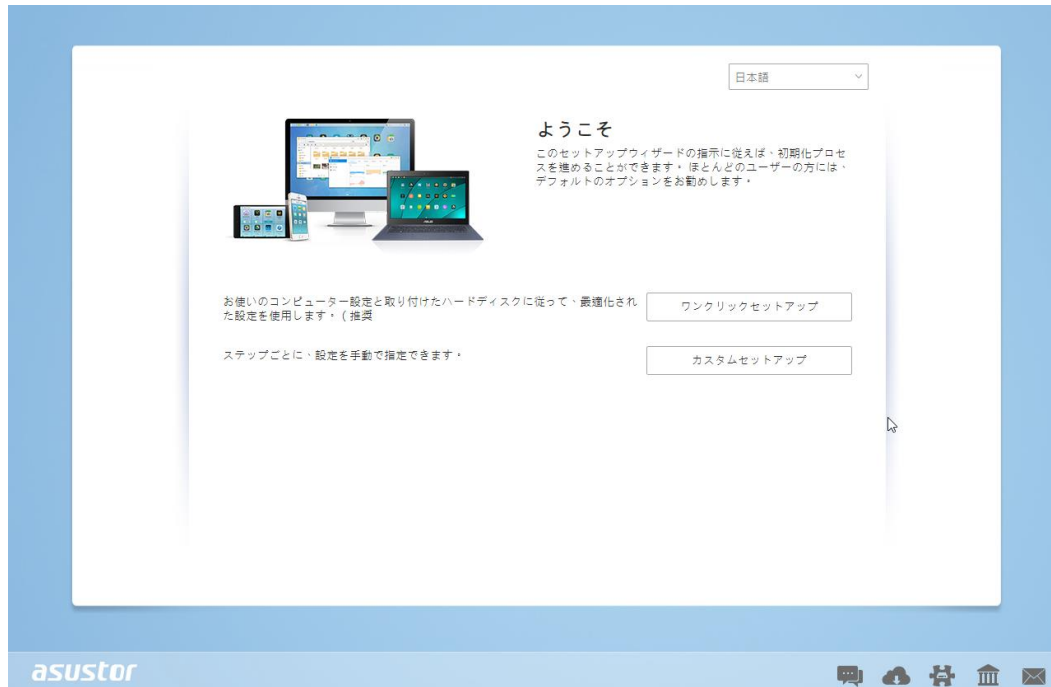 日本語
ようこそ
このセットアップウィザードの指示に従えば、初期化プロセ
スを進めることができます。ほとんどのユーザーの方には、
デフォルトのオプションをお勧めします。
お使いのコンピューター設定と取り付けたハードディスクに従って、最適化され
た設定を使用します。(推奨
ワンクリックセットアップ
ステップごとに、設定を手動で指定できます。
カスタムセットアップ
asustor